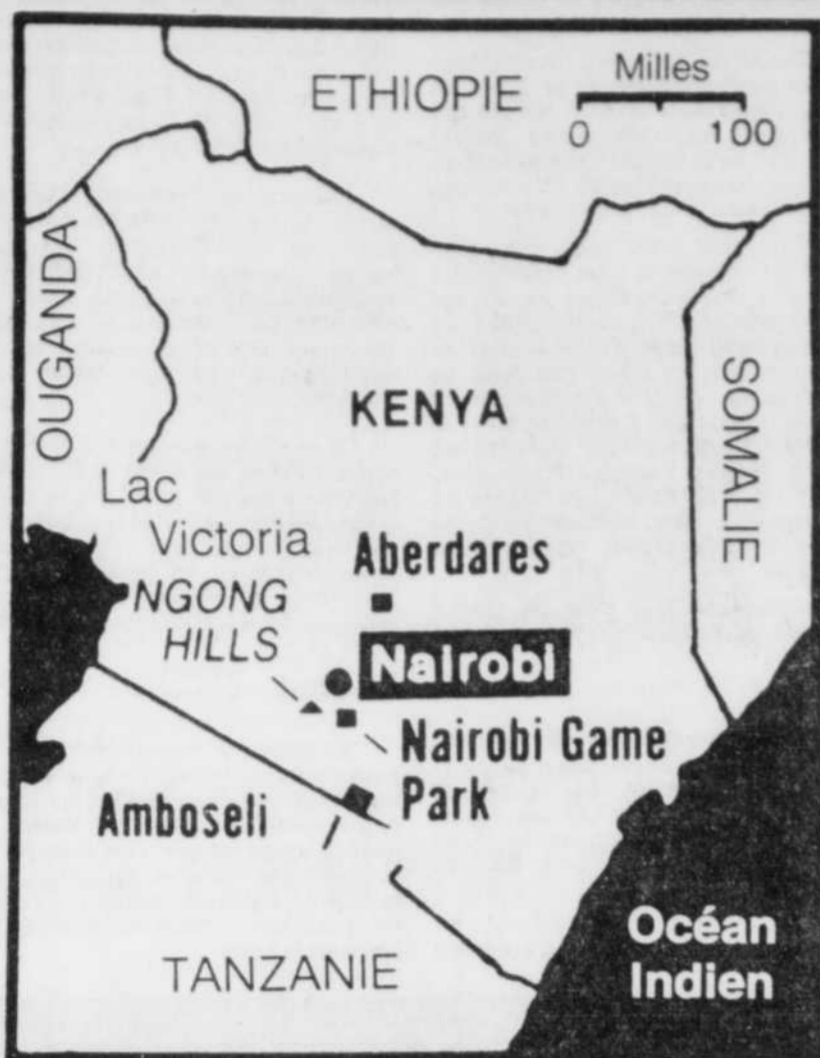 ETHIOPIE
Milles
0 100
OUGANDA
KENYA
SOMALIE
Lac
Victoria
Aberdares
NGONG
HILLS
Nairobi
Nairobi Game
Park
Amboseli
Océan
Indien
TANZANIE